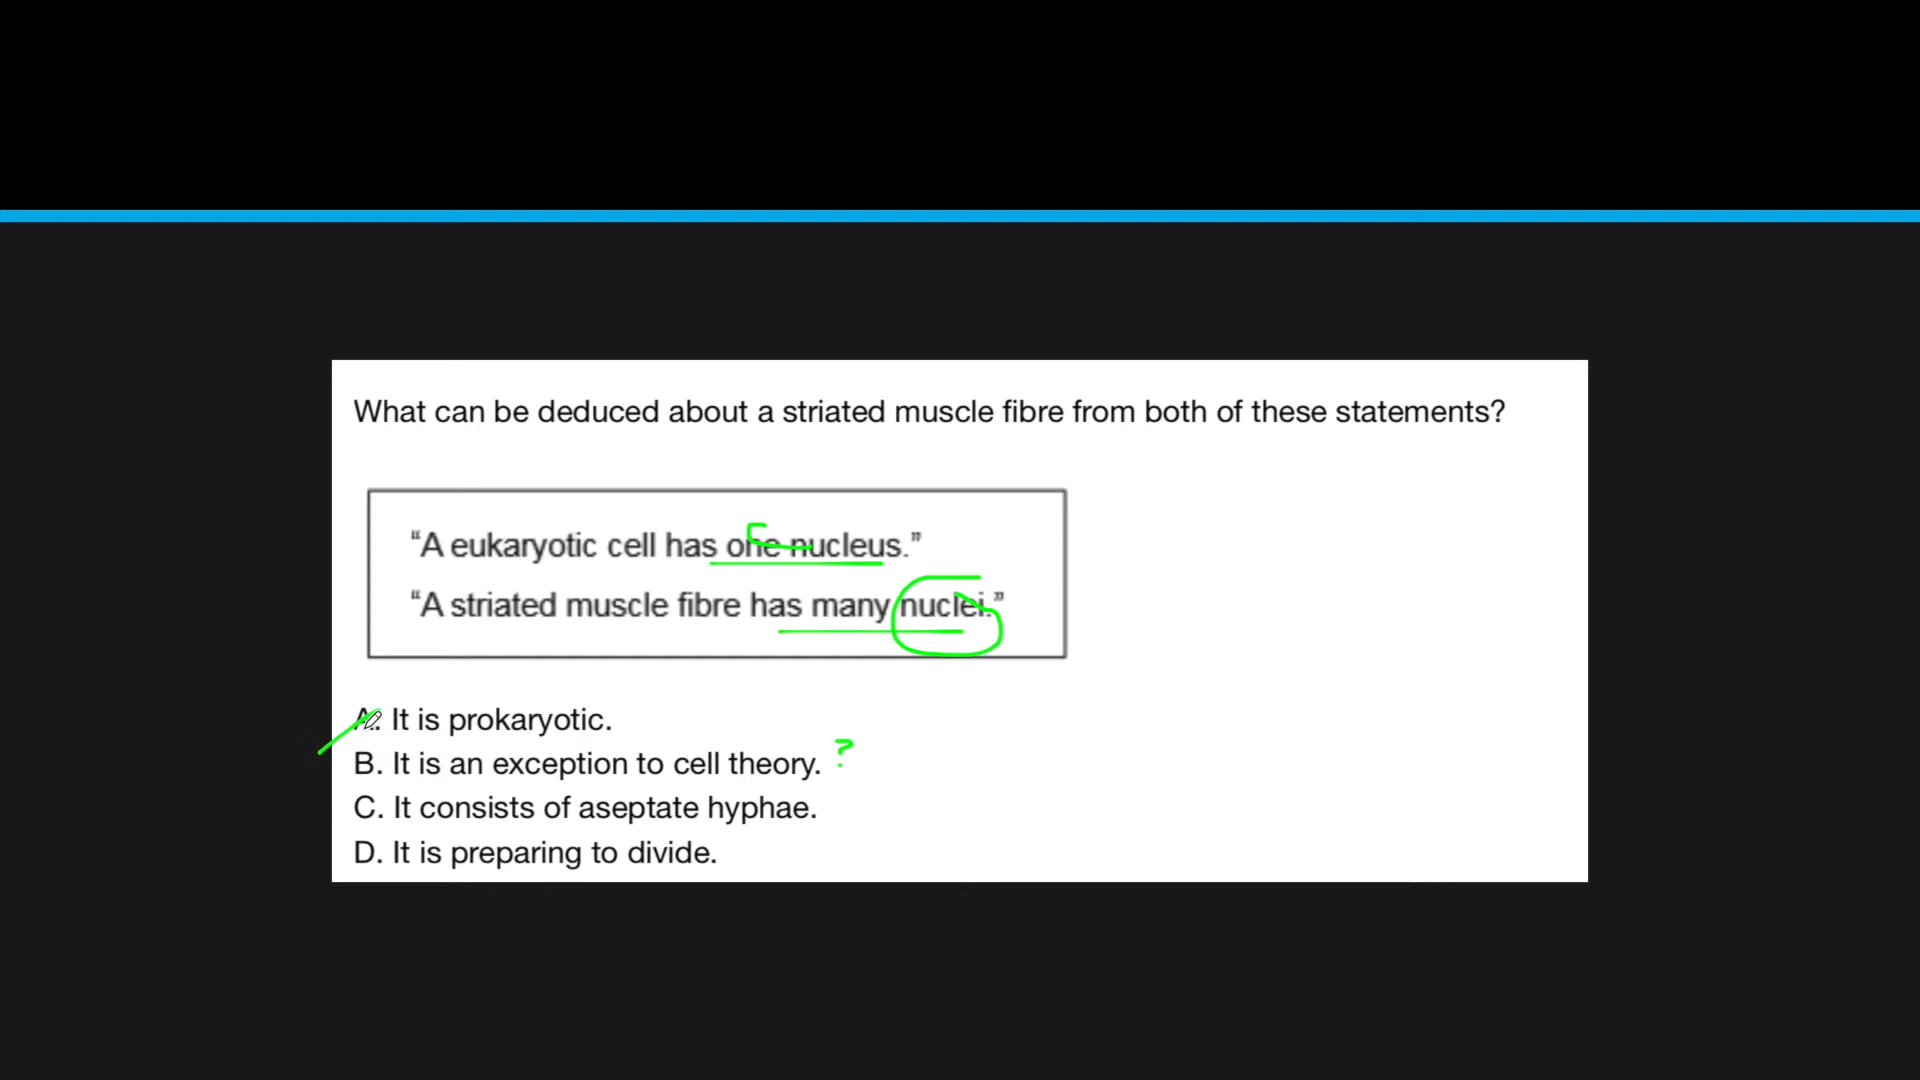 What can be deduced about a striated muscle fibre from both of these statements?
“A eukaryotic cell has one nucleus.”
“A striated muscle fibre has many nuclei.”
A. It is prokaryotic.
B. It is an exception to cell theory. ?
C. It consists of aseptate hyphae.
D. It is preparing to divide.